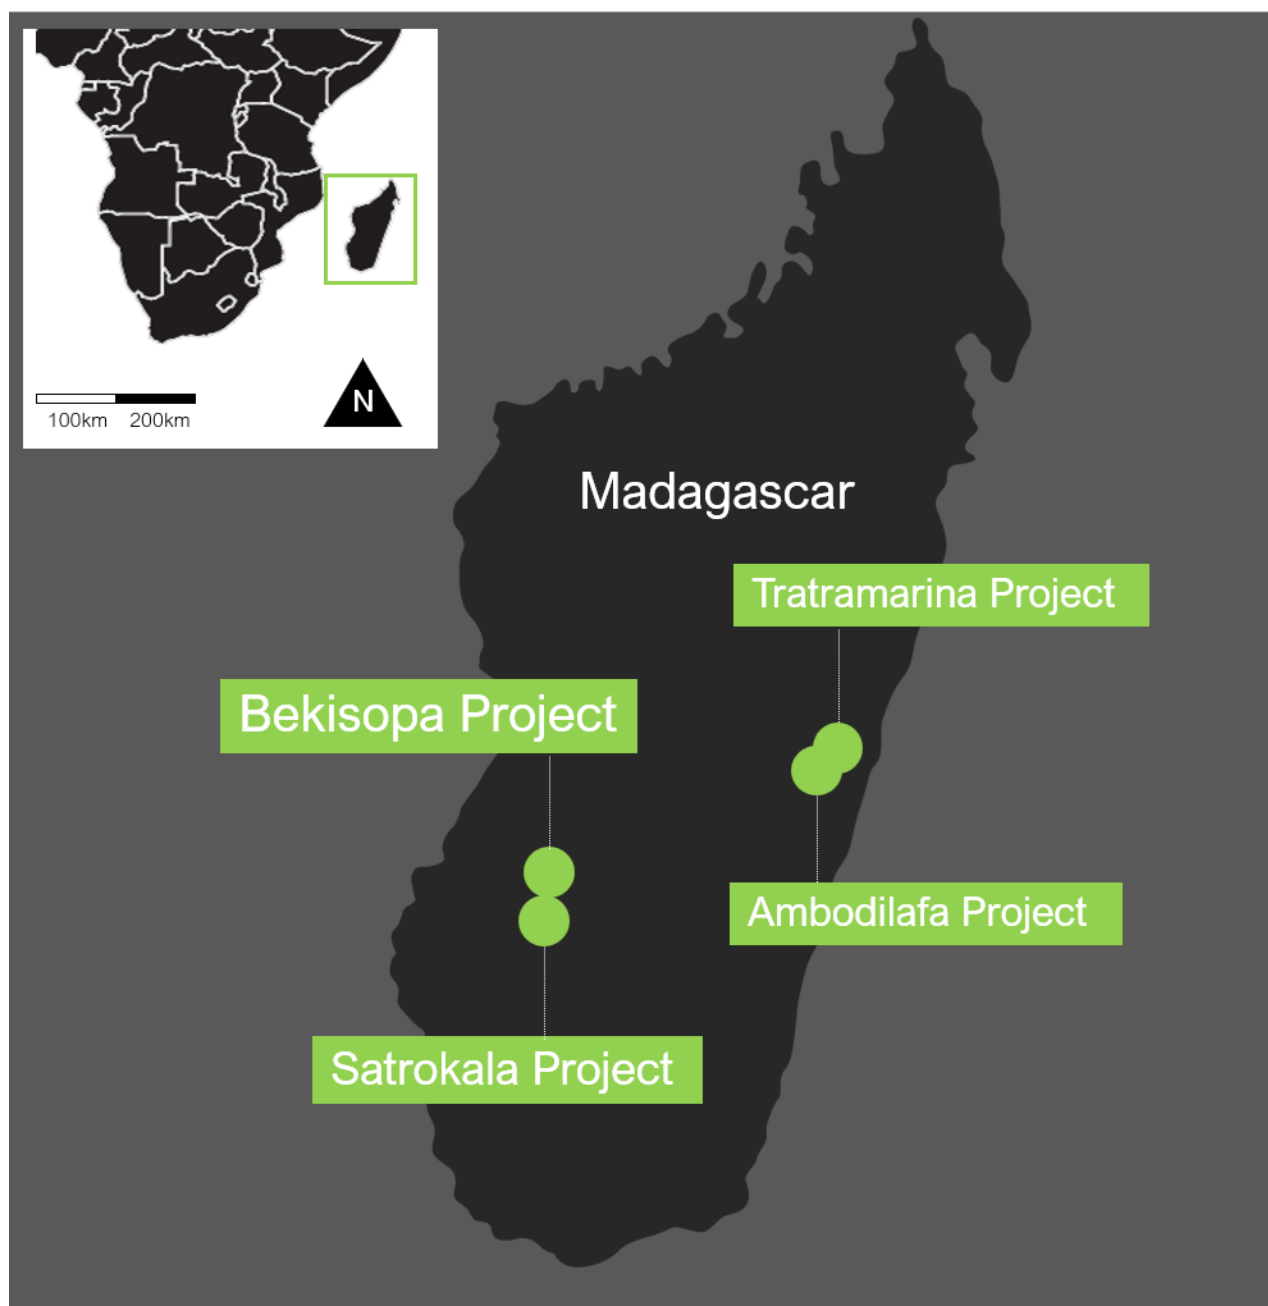 N
100km 200km
Madagascar
Tratramarina Project
Bekisopa Project
Ambodilafa Project
Satrokala Project